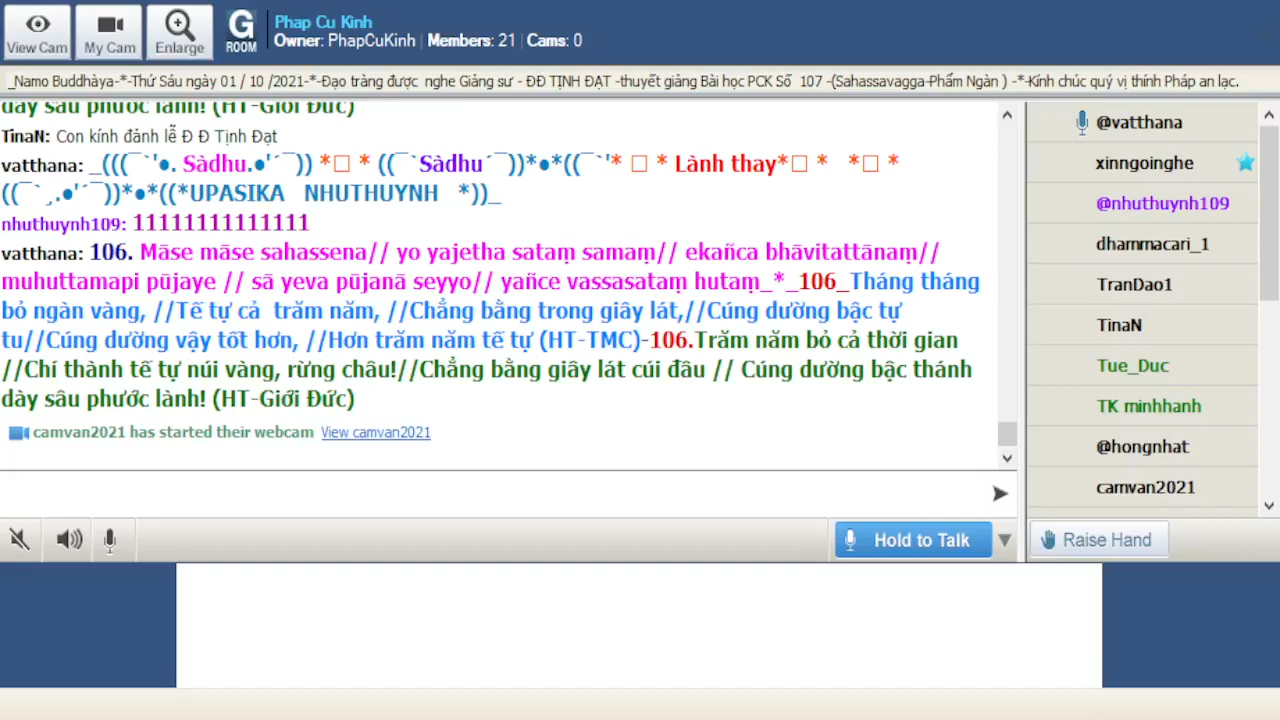 View Cam
My Cam
Enlarge
G
ROOM
Phap Cu Kinh
Owner: PhapCuKinh | Members: 21 | Cams: 0
_Namo Buddhàya-*-Thứ Sáu ngày 01 / 10 /2021-*-Đạo tràng được nghe Giảng sư - ĐĐ TỊNH ĐẠT -thuyết giảng Bài học PCK Số 107 -(Sahassavagga-Phẩm Ngàn ) -*-Kính chúc quý vị thính Pháp an lạc.
dày sâu phước lành! (HT-Giới Đức)
TinaN: Con kính đảnh lễ Đ Đ Tịnh Đạt
vatthana: _(((¯`'●. Sàdhu.●'´¯)) *□ * ((¯`Sàdhu´¯))*●*((¯`'* □ * Lành thay*□ * *□ *
((¯`¸.●'´¯))*●*((*UPASIKA NHUTHUYNH *))_
nhuthuynh109: 11111111111111
vatthana: 106. Māse māse sahassena// yo yajetha sataṃ samaṃ// ekañca bhāvitattānaṃ//
muhuttamapi pūjaye // sā yeva pūjanā seyyo// yañce vassasataṃ hutaṃ_*_106_Tháng tháng
bỏ ngàn vàng, //Tế tự cả trăm năm, //Chẳng bằng trong giây lát,//Cúng dường bậc tự
tu//Cúng dường vậy tốt hơn, //Hơn trăm năm tế tự (HT-TMC)-106.Trăm năm bỏ cả thời gian
//Chí thành tế tự núi vàng, rừng châu!//Chẳng bằng giây lát cúi đầu // Cúng dường bậc thánh
dày sâu phước lành! (HT-Giới Đức)
camvan2021 has started their webcam View camvan2021
Hold to Talk
@vatthana
xinngoinghe
@nhuthuynh109
dhammacari_1
TranDao1
TinaN
Tue_Duc
TK minhhanh
@hongnhat
camvan2021
Raise Hand